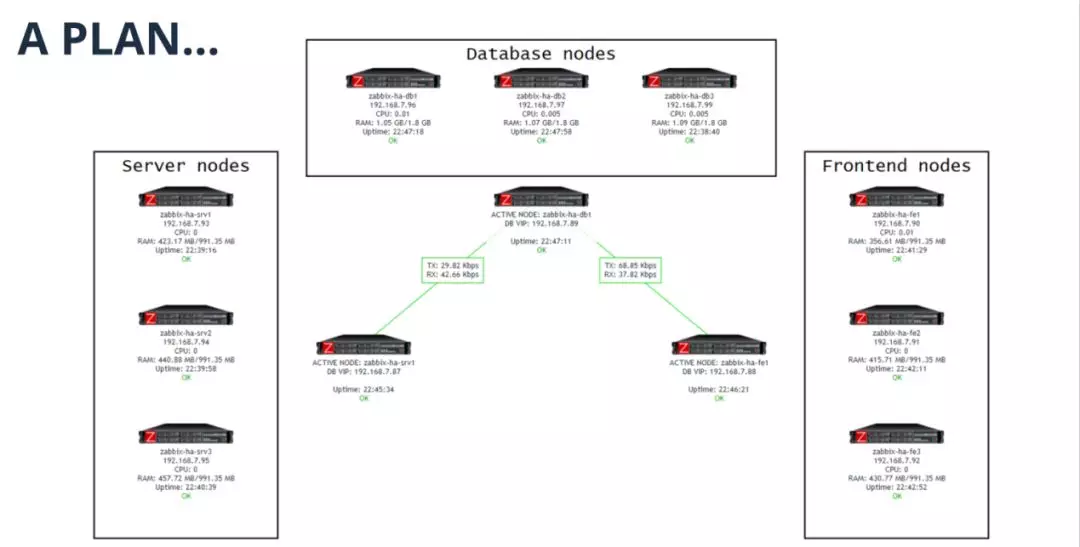 A PLAN...
Database nodes
Z
zabbix-ha-db1
192.168.7.96
CPU: 0.01
RAM: 1.05 GB/1.8 GB
Uptime: 22:47:18
OK
Z
zabbix-ha-db2
192.168.7.97
CPU: 0.005
RAM: 1.07 GB/1.8 GB
Uptime: 22:47:58
OK
Z
zabbix-ha-db3
192.168.7.99
CPU: 0.005
RAM: 1.09 GB/1.8 GB
Uptime: 22:38:40
OK
Server nodes
Z
zabbix-ha-srv1
192.168.7.93
CPU: 0
RAM: 423.17 MB/991.35 MB
Uptime: 22:39:16
OK
Z
zabbix-ha-srv2
192.168.7.94
CPU: 0
RAM: 440.88 MB/991.35 MB
Uptime: 22:39:58
OK
Z
zabbix-ha-srv3
192.168.7.95
CPU: 0
RAM: 457.72 MB/991.35 MB
Uptime: 22:40:39
OK
Z
ACTIVE NODE: zabbix-ha-db1
DB VIP: 192.168.7.89
Uptime: 22:47:11
OK
TX: 29.82 Kbps
RX: 42.66 Kbps
TX: 68.85 Kbps
RX: 37.82 Kbps
Z
ACTIVE NODE: zabbix-ha-srv1
DB VIP: 192.168.7.87
Uptime: 22:45:34
OK
Z
ACTIVE NODE: zabbix-ha-fe1
DB VIP: 192.168.7.88
Uptime: 22:46:21
OK
Frontend nodes
Z
zabbix-ha-fe1
192.168.7.90
CPU: 0.01
RAM: 356.61 MB/991.35 MB
Uptime: 22:41:29
OK
Z
zabbix-ha-fe2
192.168.7.91
CPU: 0
RAM: 415.71 MB/991.35 MB
Uptime: 22:42:11
OK
Z
zabbix-ha-fe3
192.168.7.92
CPU: 0
RAM: 430.77 MB/991.35 MB
Uptime: 22:42:52
OK